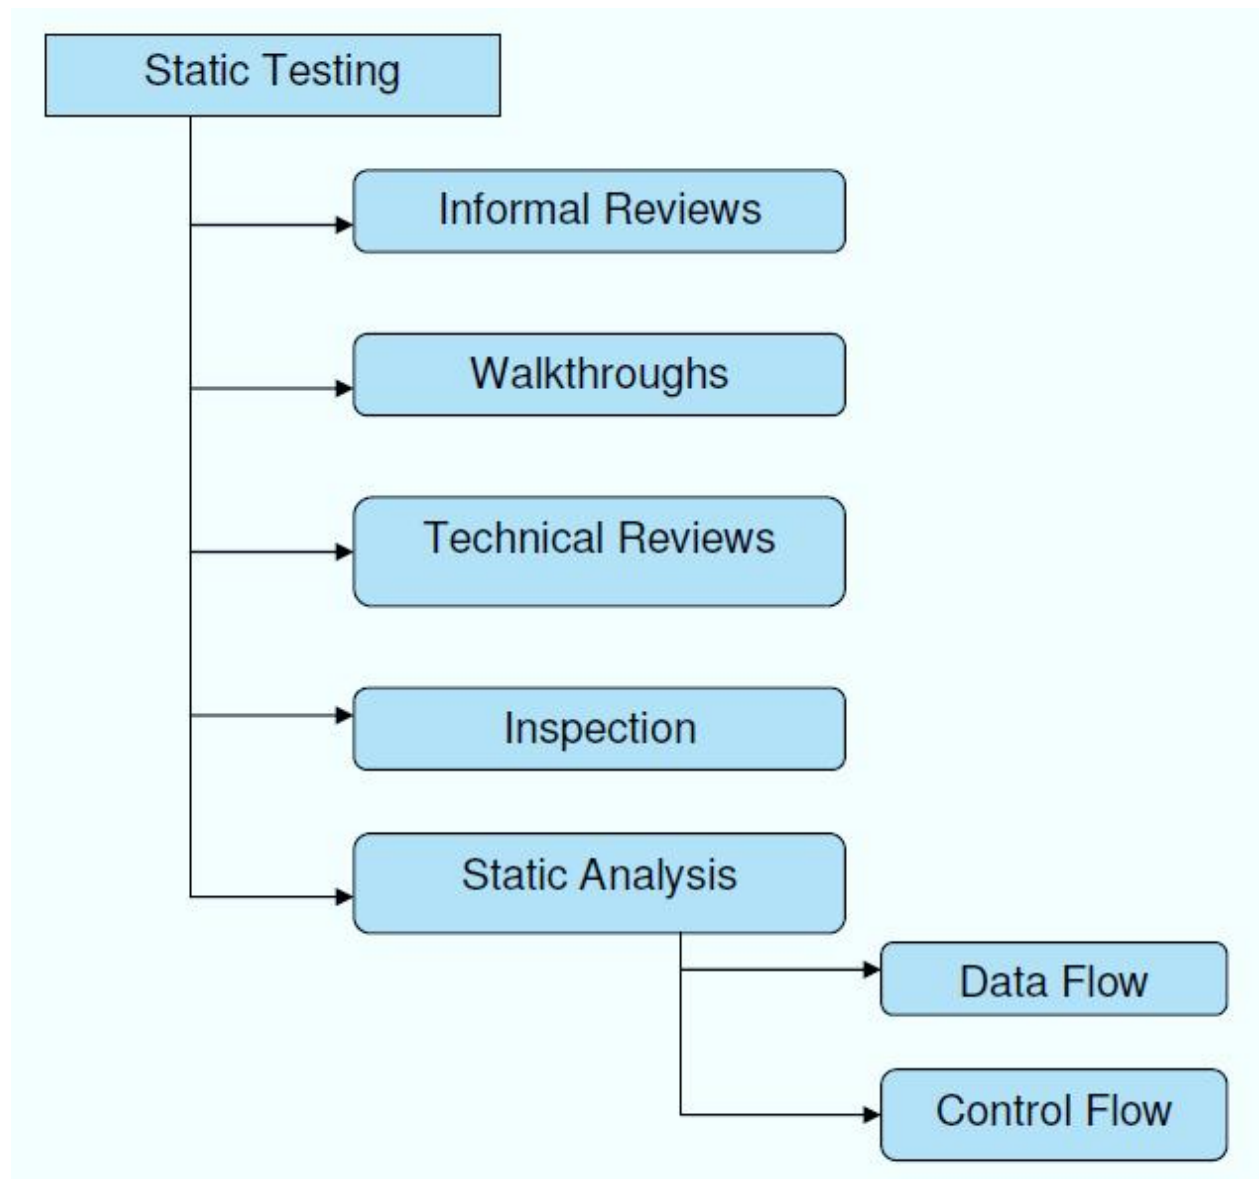 Static Testing
Informal Reviews
Walkthroughs
Technical Reviews
Inspection
Static Analysis
Data Flow
Control Flow